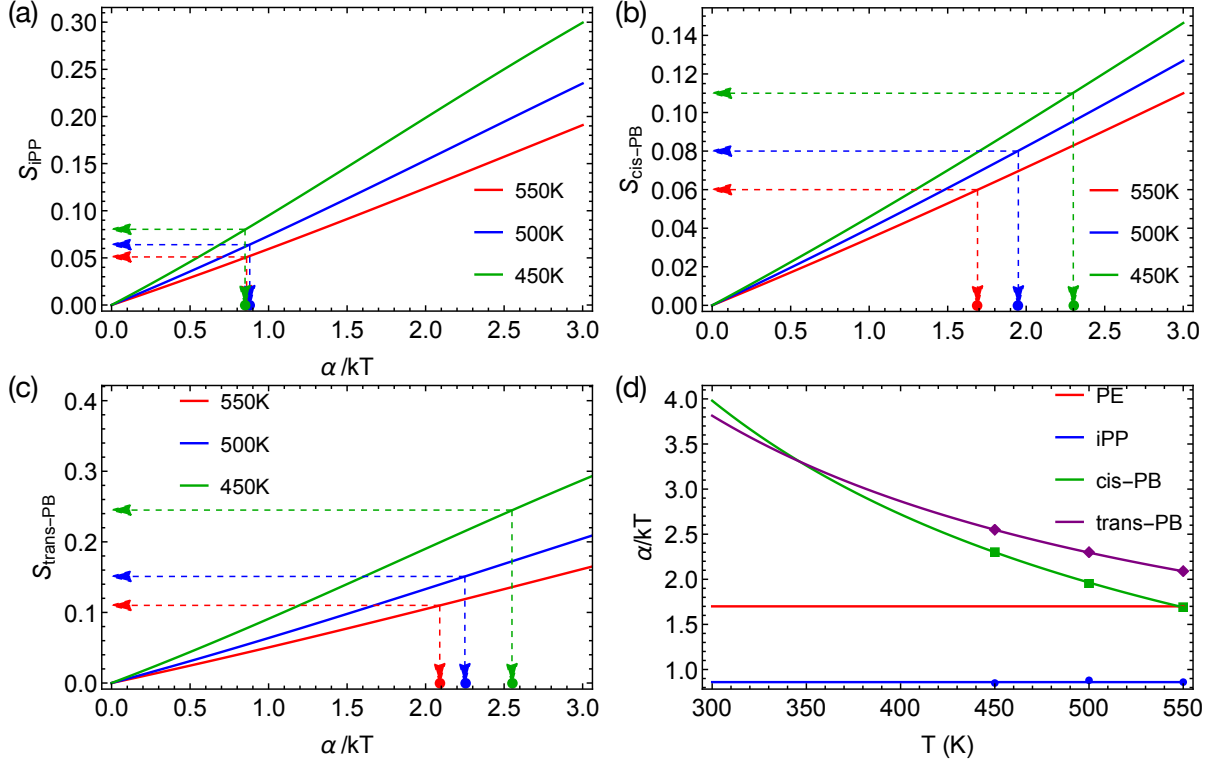 (a)
0.30
0.25
0.20
0.15
0.10
0.05
0.00
S_iPP
550K
500K
450K
0.0 0.5 1.0 1.5 2.0 2.5 3.0
α /kT
(b)
0.14
0.12
0.10
0.08
0.06
0.04
0.02
0.00
S_cis−PB
550K
500K
450K
0.0 0.5 1.0 1.5 2.0 2.5 3.0
(c)
0.4
0.3
0.2
0.1
0.0
S_trans−PB
550K
500K
450K
0.0 0.5 1.0 1.5 2.0 2.5 3.0
α /kT
(d)
4.0
3.5
3.0
2.5
2.0
1.5
1.0
α/kT
PE
iPP
cis−PB
trans−PB
300 350 400 450 500 550
T (K)